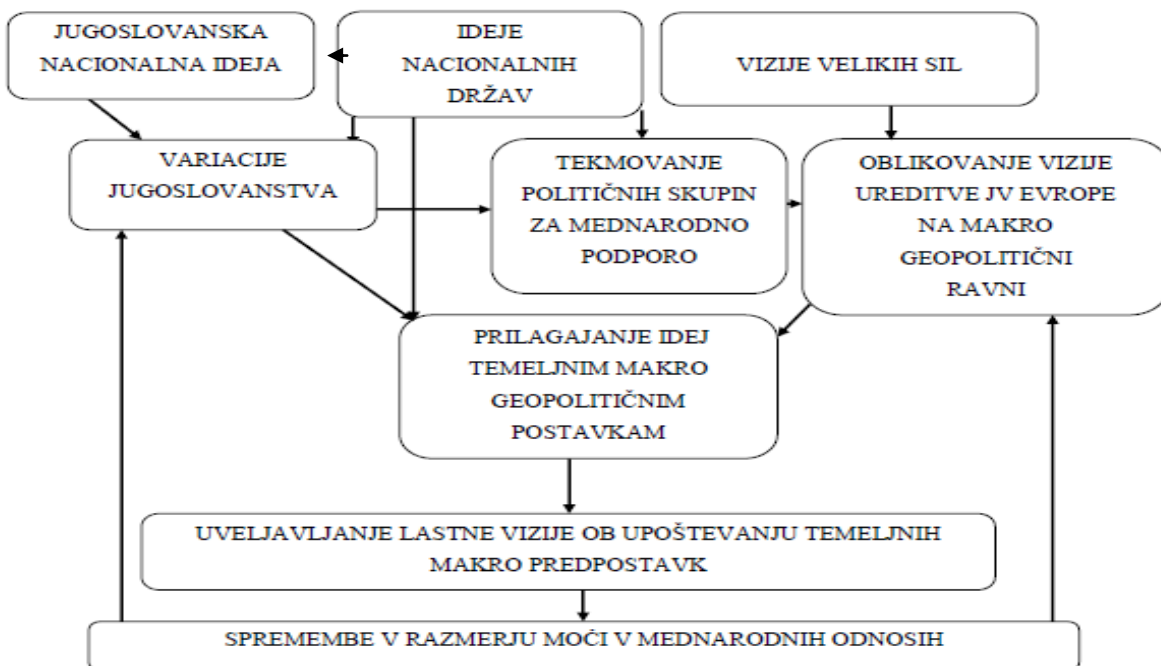 JUGOSLOVANSKA
NACIONALNA IDEJA
IDEJE
NACIONALNIH
DRŽAV
VIZIJE VELIKIH SIL
VARIACIJE
JUGOSLOVANSTVA
TEKMOVANJE
POLITIČNIH SKUPIN
ZA MEDNARODNO
PODPORO
OBLIKOVANJE VIZIJE
UREDITVE JV EVROPE
NA MAKRO
GEOPOLITIČNI
RAVNI
PRILAGAJANJE IDEJ
TEMELJNIM MAKRO
GEOPOLITIČNIM
POSTAVKAM
UVELJAVLJANJE LASTNE VIZIJE OB UPOŠTEVANJU TEMELJNIH
MAKRO PREDPOSTAVK
SPREMEMBE V RAZMERJU MOČI V MEDNARODNIH ODNOSIH